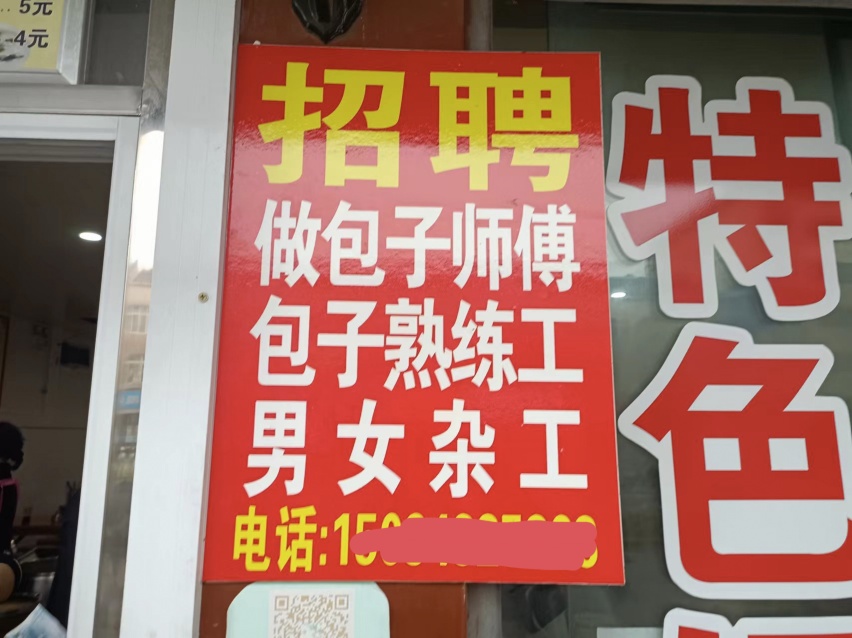 5元
4元
招聘
做包子师傅
包子熟练工
男女杂工
电话:15
特色